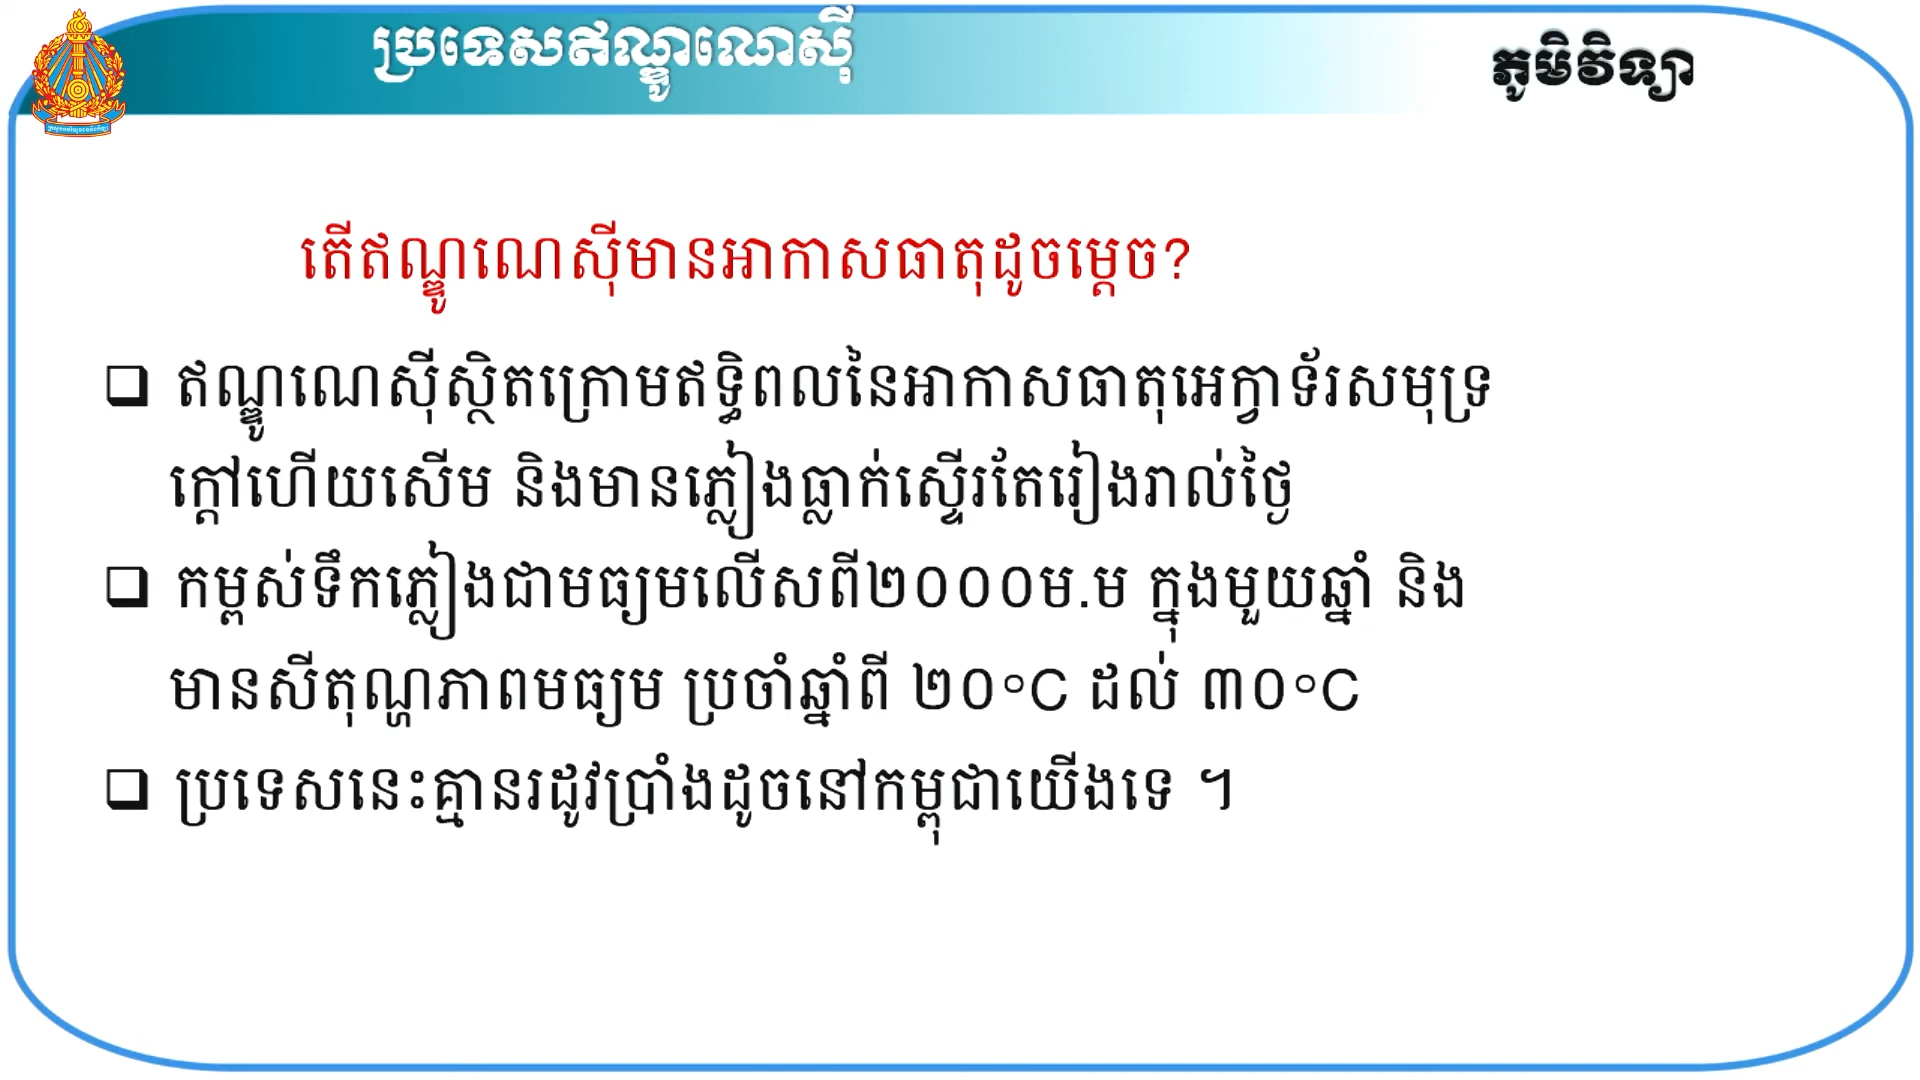 ប្រទេសឥណ្ឌូណេស៊ី
ភូមិវិទ្យា
តើឥណ្ឌូណេស៊ីមានអាកាសធាតុដូចម្ដេច?
❑ ឥណ្ឌូណេស៊ីស្ថិតក្រោមឥទ្ធិពលនៃអាកាសធាតុអេក្វាទ័រសមុទ្រ
ក្ដៅហើយសើម និងមានភ្លៀងធ្លាក់ស្ទើរតែរៀងរាល់ថ្ងៃ
❑ កម្ពស់ទឹកភ្លៀងជាមធ្យមលើសពី២០០០ម.ម ក្នុងមួយឆ្នាំ និង
មានសីតុណ្ហភាពមធ្យម ប្រចាំឆ្នាំពី ២០°C ដល់ ៣០°C
❑ ប្រទេសនេះគ្មានរដូវប្រាំងដូចនៅកម្ពុជាយើងទេ ។